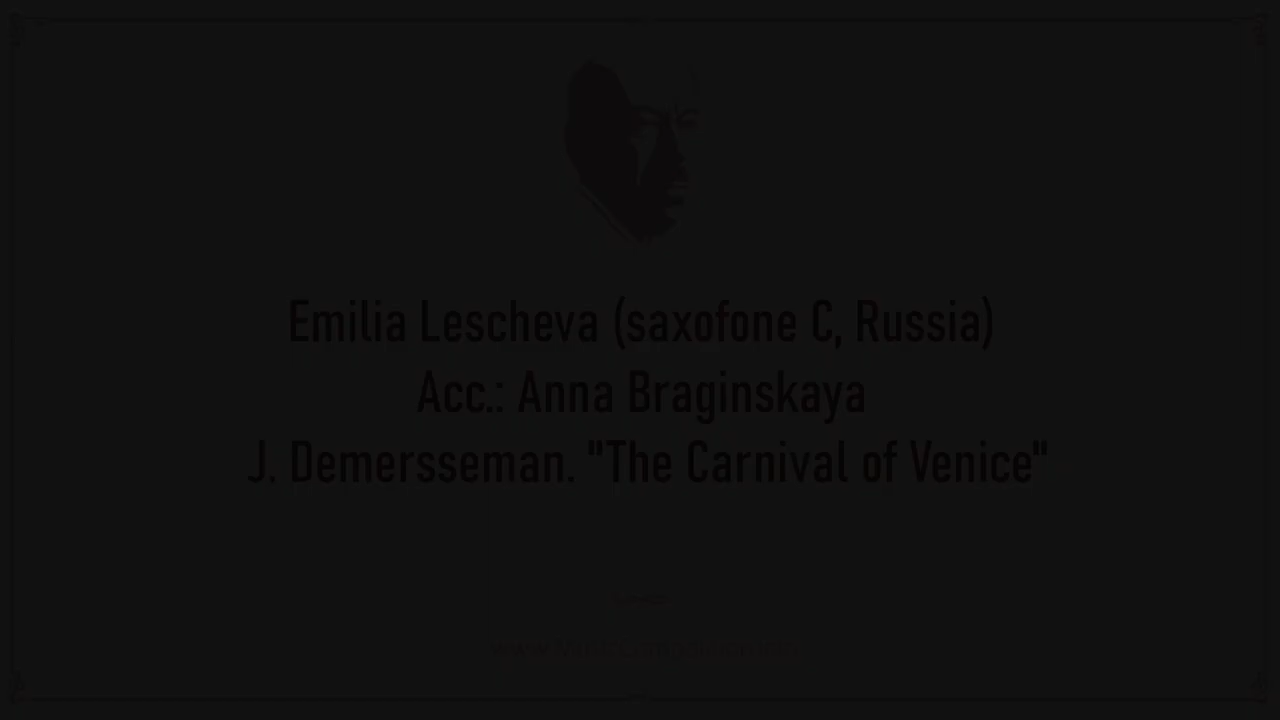 Emilia Lescheva (saxofone C, Russia)
Acc.: Anna Braginskaya
J. Demersseman. "The Carnival of Venice"